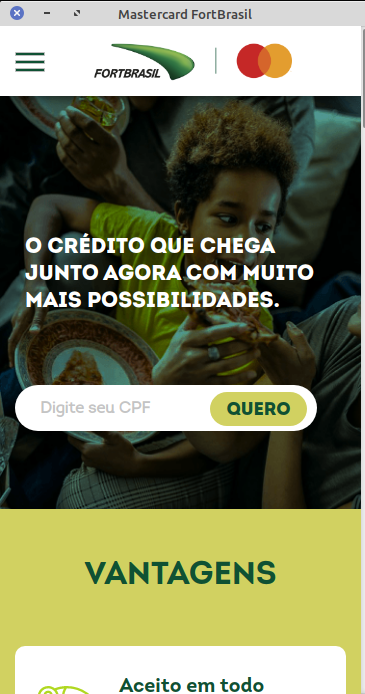 Mastercard FortBrasil
FORTBRASIL
O CRÉDITO QUE CHEGA
JUNTO AGORA COM MUITO
MAIS POSSIBILIDADES.
Digite seu CPF
QUERO
VANTAGENS
Aceito em todo